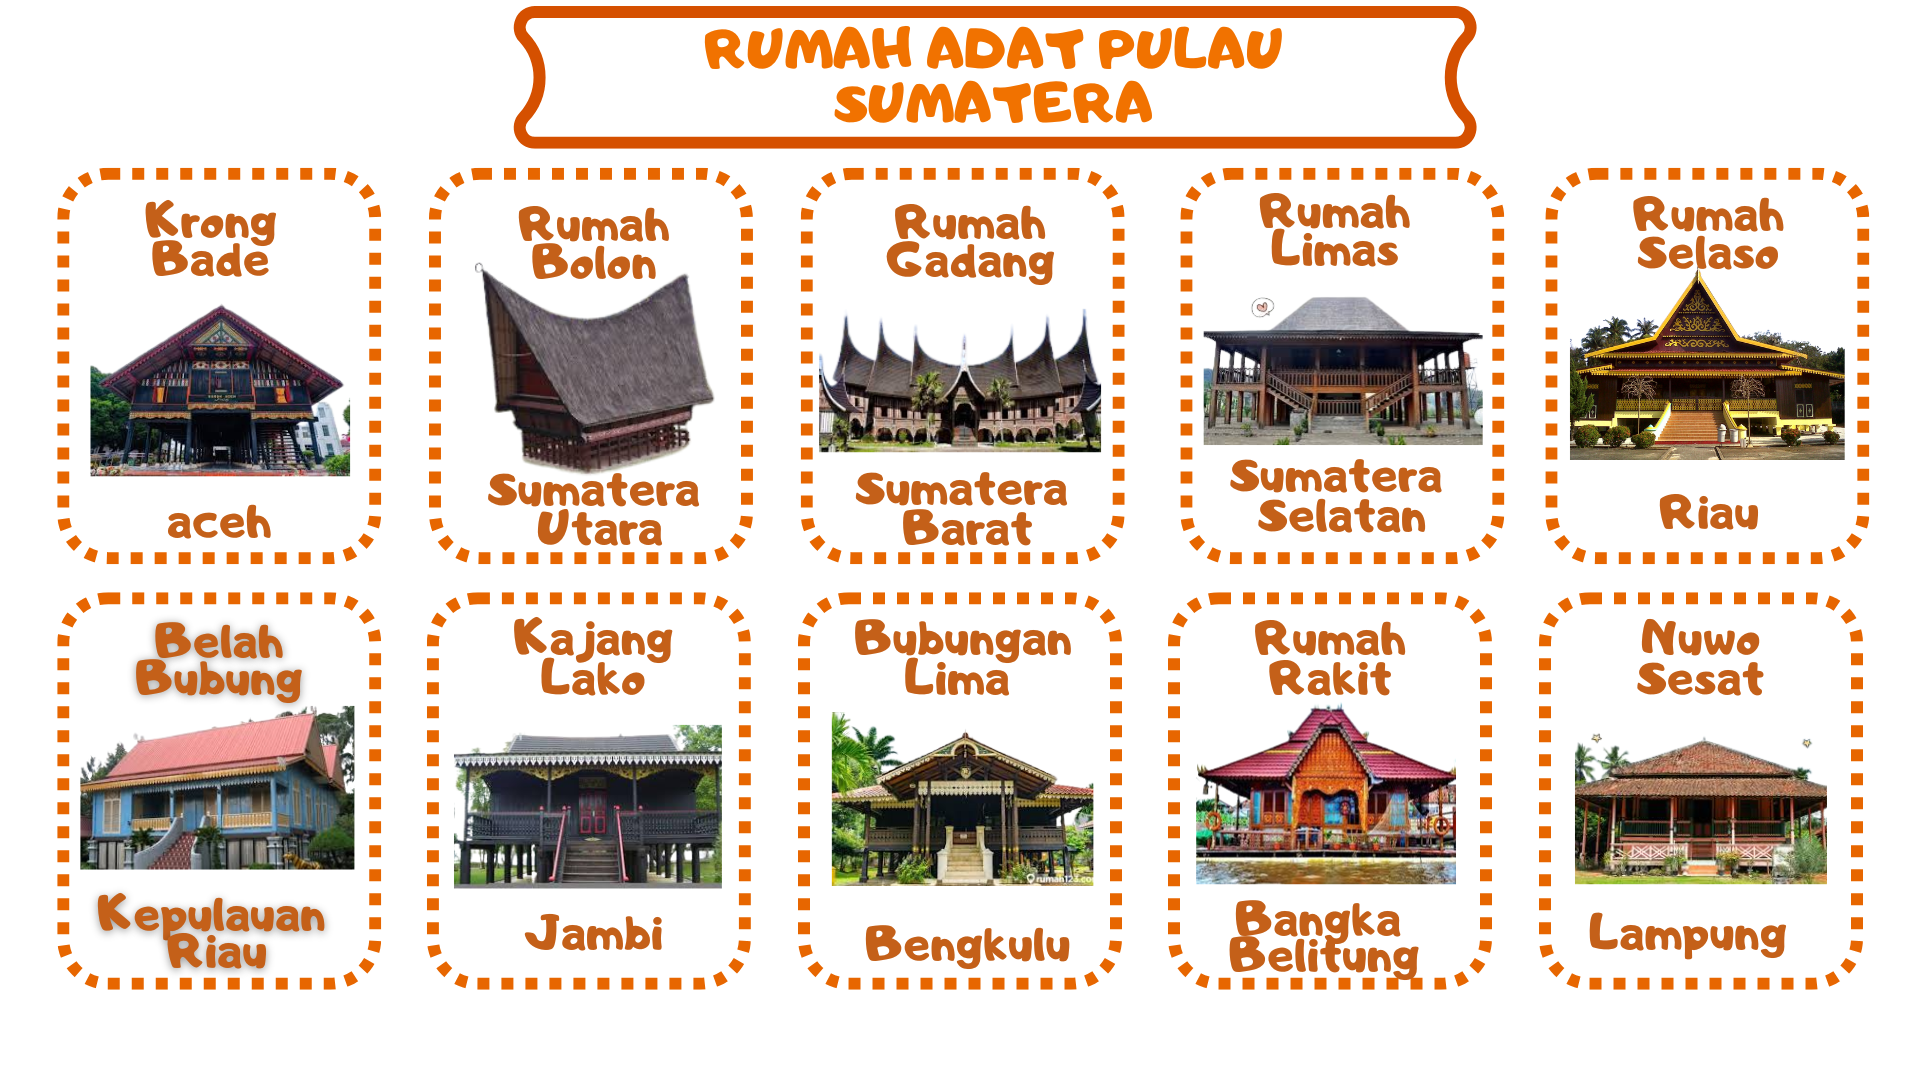 RUMAH ADAT PULAU
SUMATERA
Krong
Bade
aceh
Rumah
Bolon
Sumatera
Utara
Rumah
Gadang
Sumatera
Barat
Rumah
Limas
Sumatera
Selatan
Rumah
Selaso
Riau
Belah
Bubung
Kepulauan
Riau
Kajang
Lako
Jambi
Bubungan
Lima
Bengkulu
Rumah
Rakit
Bangka
Belitung
Nuwo
Sesat
Lampung